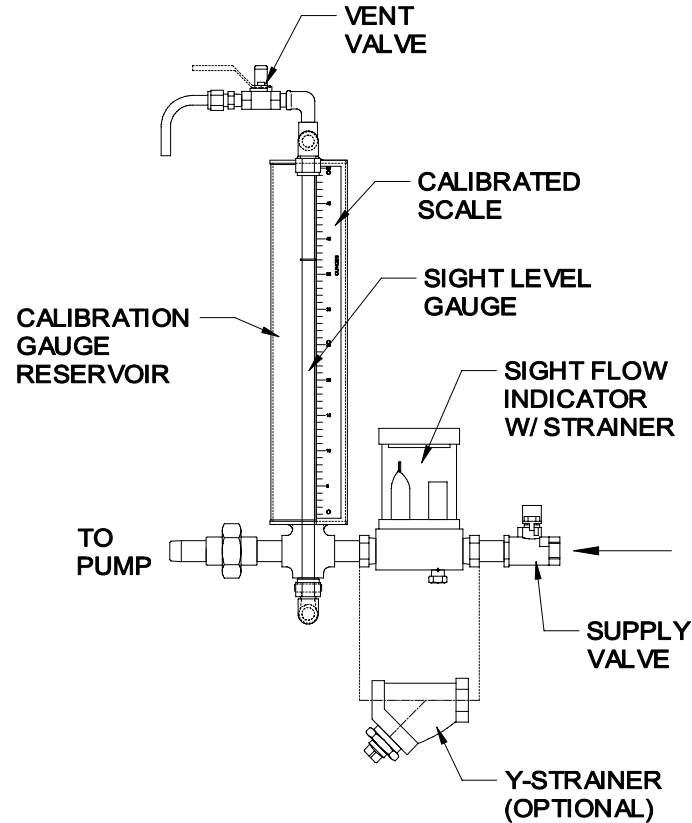 VENT
VALVE
CALIBRATED
SCALE
SIGHT LEVEL
GAUGE
CALIBRATION
GAUGE
RESERVOIR
SIGHT FLOW
INDICATOR
W/ STRAINER
TO
PUMP
SUPPLY
VALVE
Y-STRAINER
(OPTIONAL)